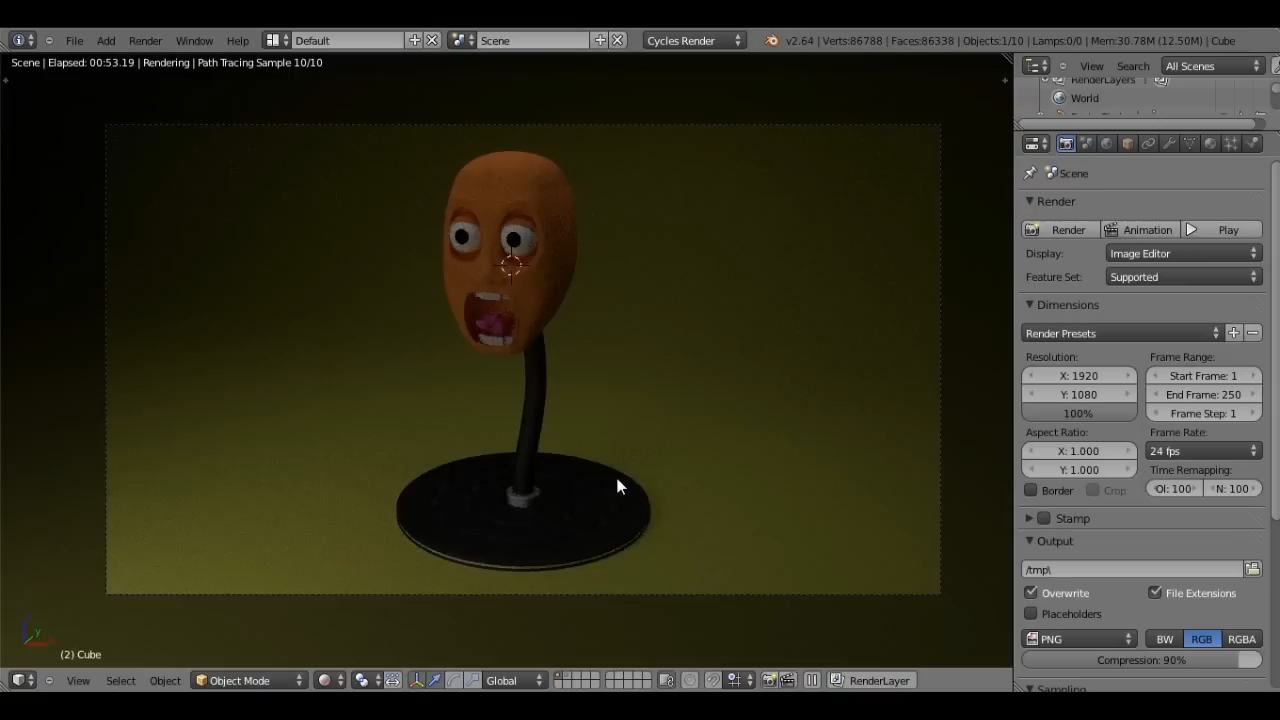 File Add Render Window Help Default Scene Cycles Render v2.64 | Verts:86788 | Faces:86338 | Objects:1/10 | Lamps:0/0 | Mem:30.78M (12.50M) | Cube
Scene | Elapsed: 00:53.19 | Rendering | Path Tracing Sample 10/10
View Search All Scenes
RenderLayers
World
Scene
Render
Render Animation Play
Display: Image Editor
Feature Set: Supported
Dimensions
Render Presets
Resolution: Frame Range:
X: 1920 Start Frame: 1
Y: 1080 End Frame: 250
100% Frame Step: 1
Aspect Ratio: Frame Rate:
X: 1.000 24 fps
Y: 1.000 Time Remapping:
Border Crop Ol: 100 N: 100
Stamp
Output
/tmp\
Overwrite File Extensions
Placeholders
PNG BW RGB RGBA
Compression: 90%
Sampling
y
(2) Cube
View Select Object Object Mode Global RenderLayer